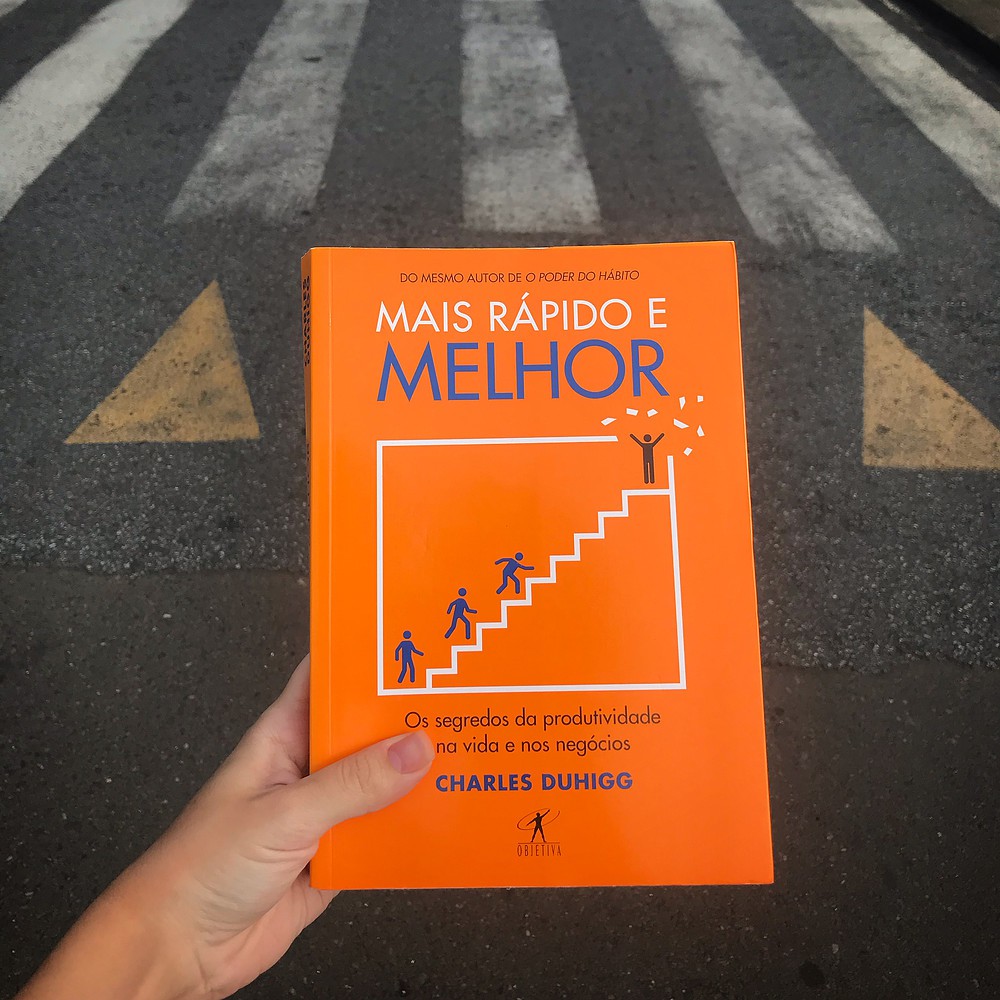 DO MESMO AUTOR DE O PODER DO HÁBITO
MAIS RÁPIDO E
MELHOR
Os segredos da produtividade
na vida e nos negócios
CHARLES DUHIGG
OBJETIVA